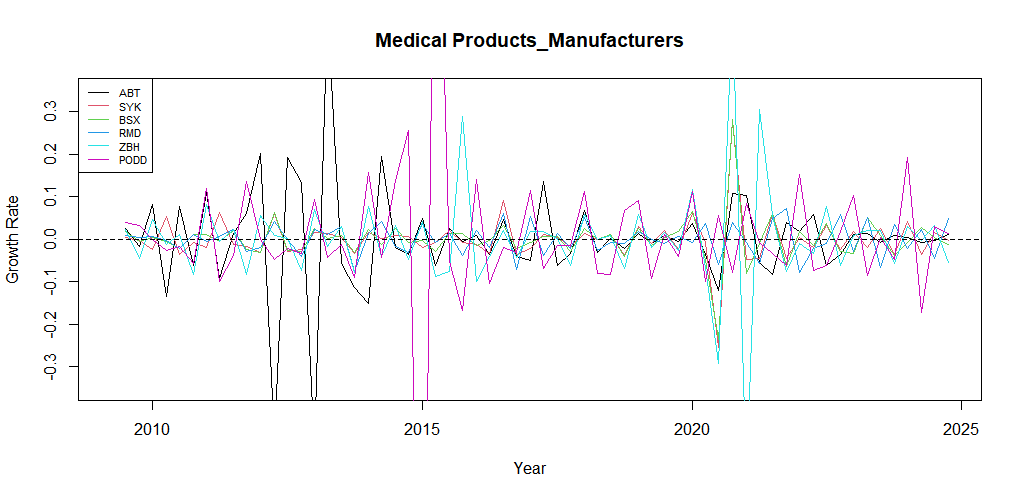 Medical Products_Manufacturers
ABT
SYK
BSX
RMD
ZBH
PODD
Growth Rate
0.3
0.2
0.1
0.0
-0.1
-0.2
-0.3
2010
2015
2020
2025
Year